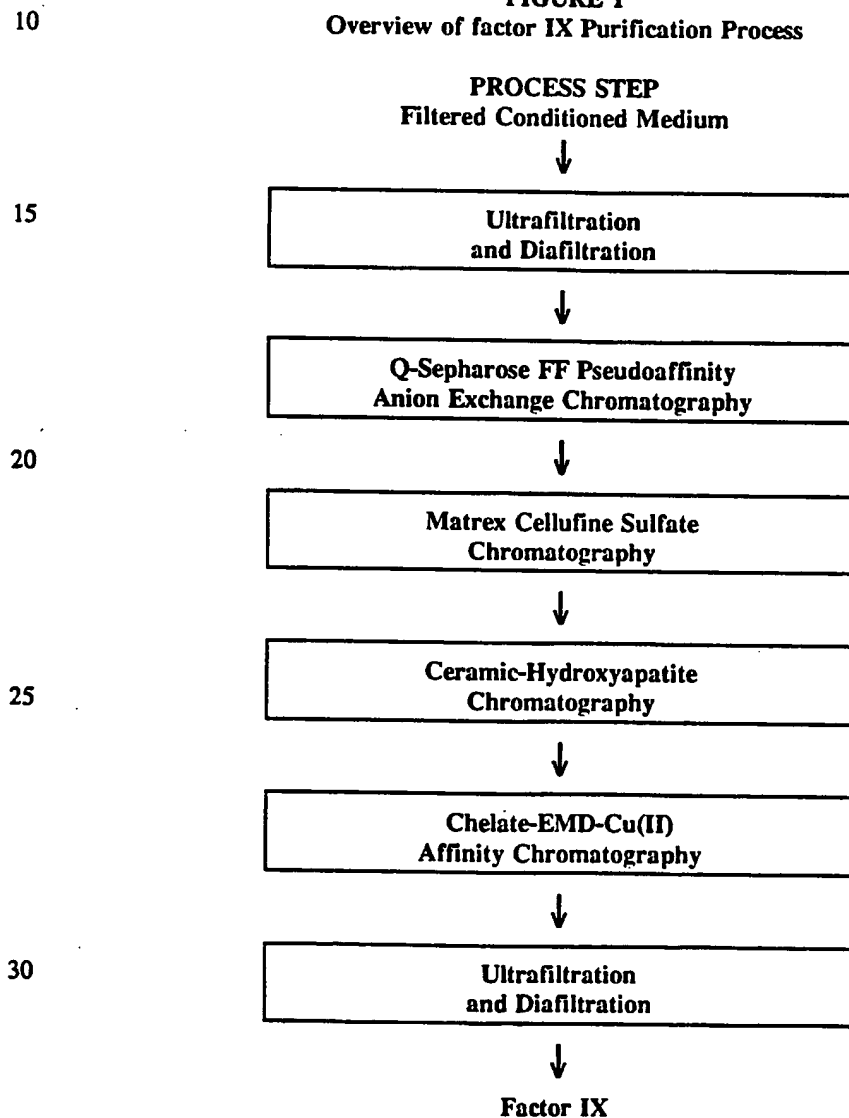 FIGURE 1
10
Overview of factor IX Purification Process
PROCESS STEP
Filtered Conditioned Medium
15
Ultrafiltration
and Diafiltration
Q-Sepharose FF Pseudoaffinity
Anion Exchange Chromatography
20
Matrex Cellufine Sulfate
Chromatography
25
Ceramic-Hydroxyapatite
Chromatography
Chelate-EMD-Cu(II)
Affinity Chromatography
30
Ultrafiltration
and Diafiltration
Factor IX